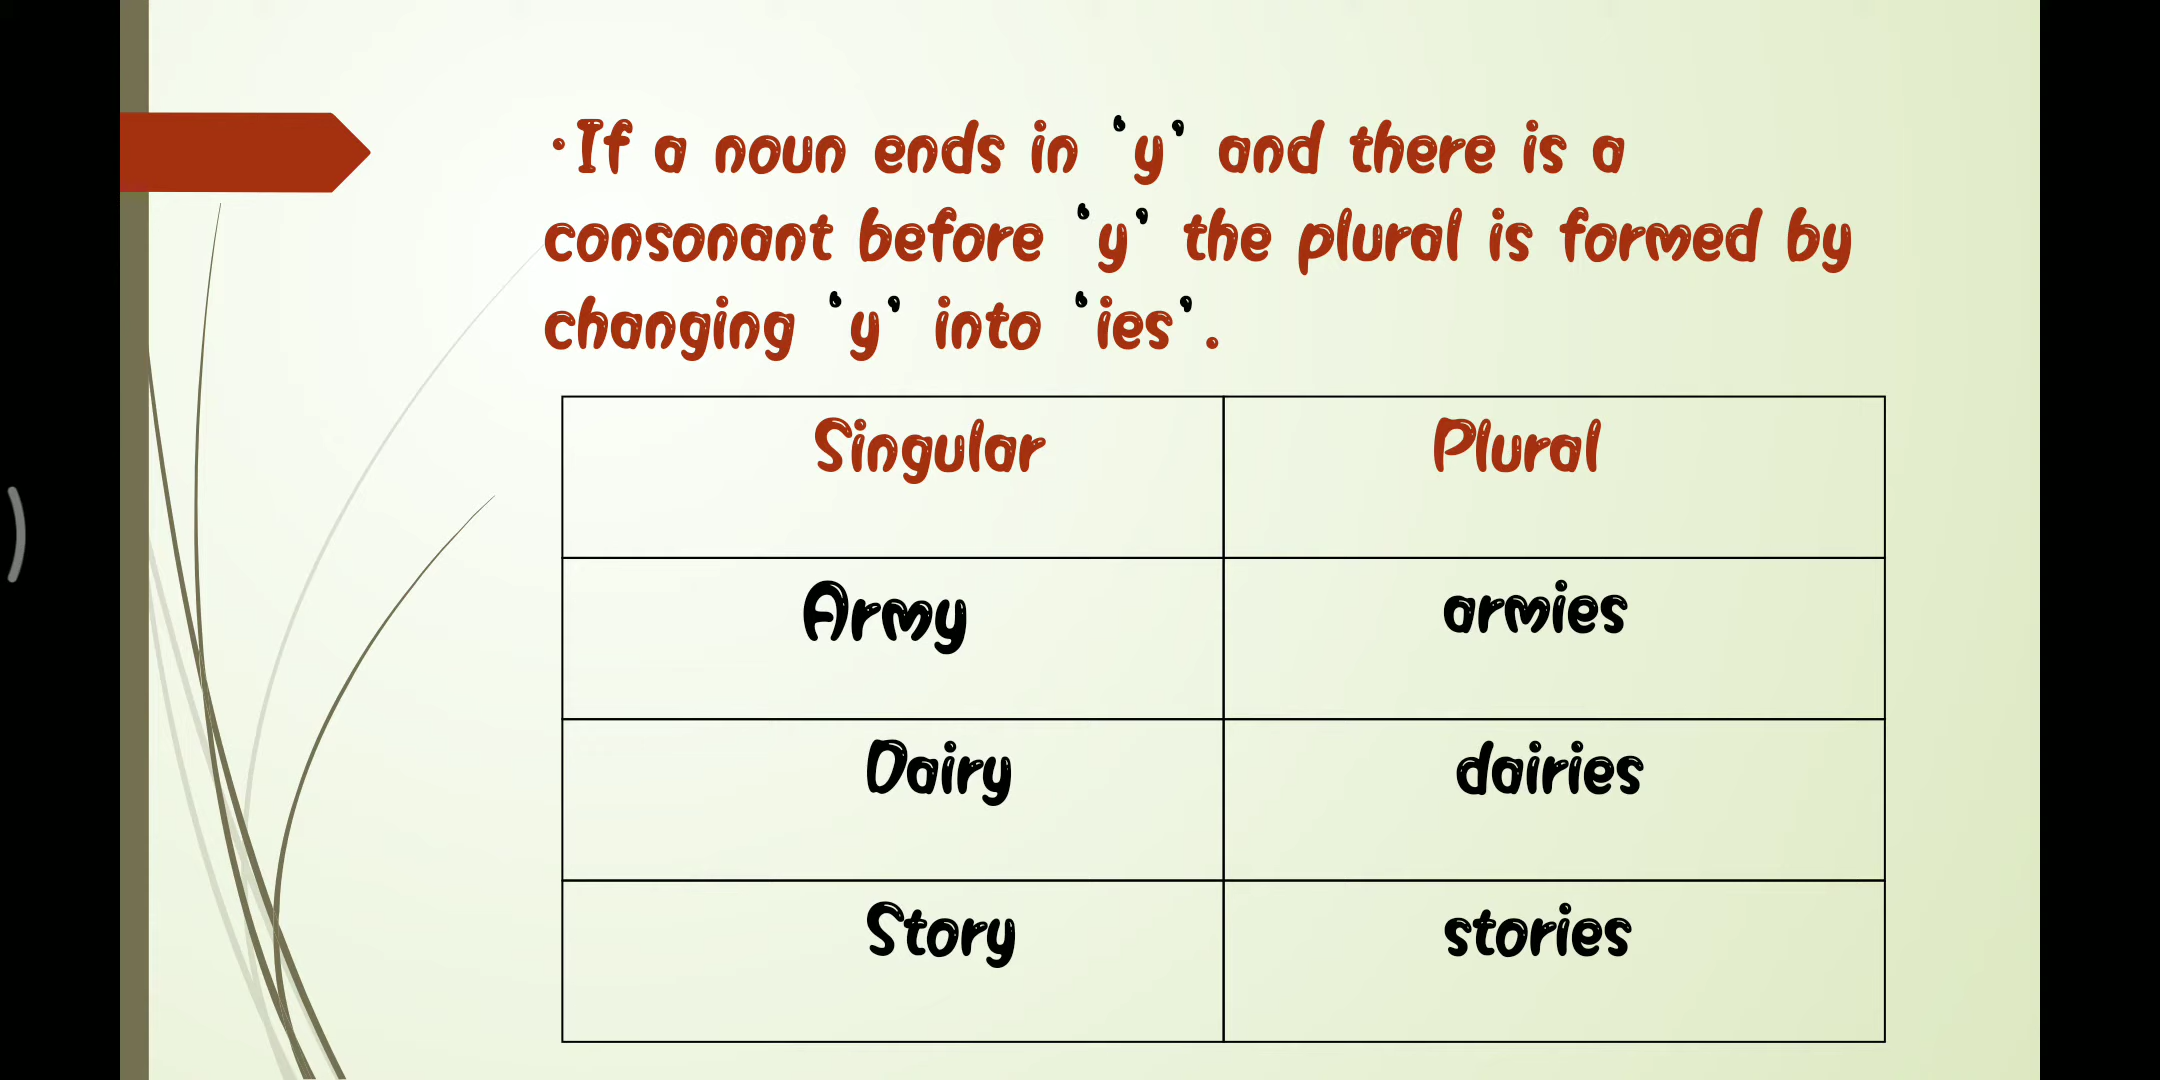 •If a noun ends in ‘y’ and there is a
consonant before ‘y’ the plural is formed by
changing ‘y’ into ‘ies’.
Singular Plural
Army armies
Dairy dairies
Story stories